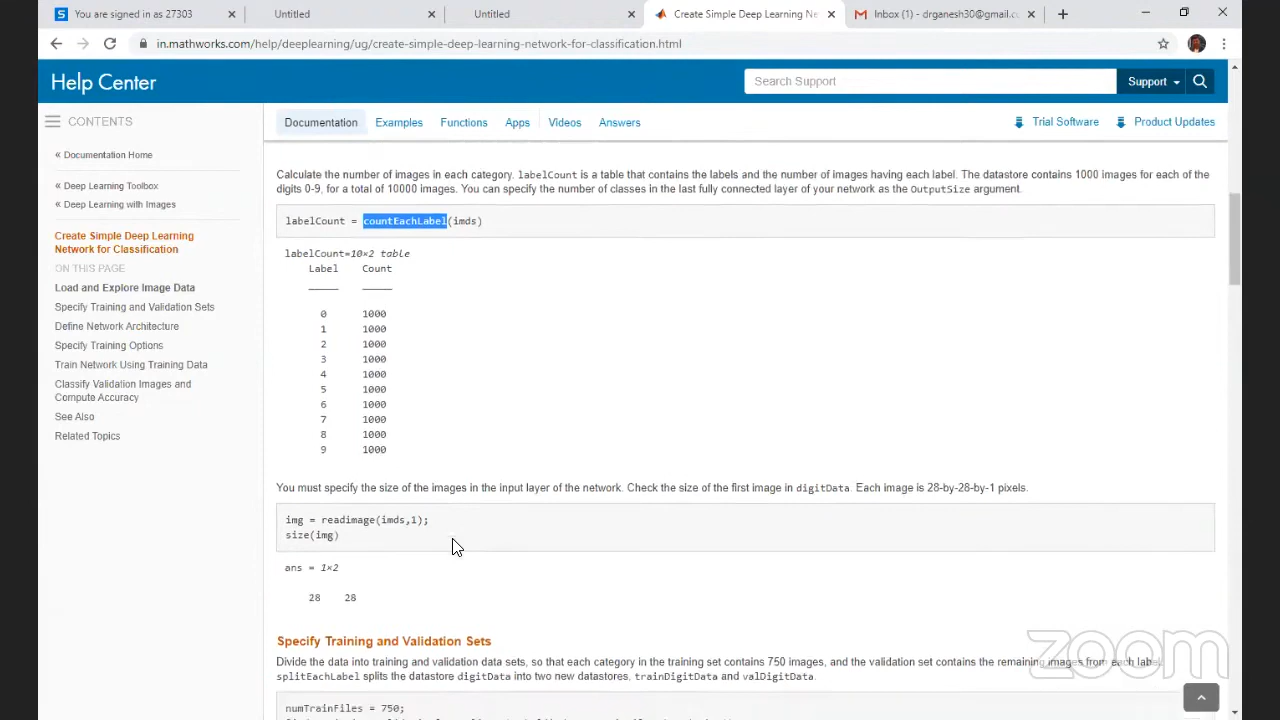 You are signed in as 27303
Untitled
Untitled
Create Simple Deep Learning Ne
Inbox (1) - drganesh30@gmail.co
in.mathworks.com/help/deeplearning/ug/create-simple-deep-learning-network-for-classification.html
Help Center
Search Support
Support
CONTENTS
Documentation
Examples
Functions
Apps
Videos
Answers
Trial Software
Product Updates
« Documentation Home
« Deep Learning Toolbox
« Deep Learning with Images
Create Simple Deep Learning
Network for Classification
ON THIS PAGE
Load and Explore Image Data
Specify Training and Validation Sets
Define Network Architecture
Specify Training Options
Train Network Using Training Data
Classify Validation Images and
Compute Accuracy
See Also
Related Topics
Calculate the number of images in each category. labelCount is a table that contains the labels and the number of images having each label. The datastore contains 1000 images for each of the
digits 0-9, for a total of 10000 images. You can specify the number of classes in the last fully connected layer of your network as the OutputSize argument.
labelCount = countEachLabel(imds)
labelCount=10×2 table
Label Count
_____ _____
0 1000
1 1000
2 1000
3 1000
4 1000
5 1000
6 1000
7 1000
8 1000
9 1000
You must specify the size of the images in the input layer of the network. Check the size of the first image in digitData. Each image is 28-by-28-by-1 pixels.
img = readimage(imds,1);
size(img)
ans = 1×2
28 28
Specify Training and Validation Sets
Divide the data into training and validation data sets, so that each category in the training set contains 750 images, and the validation set contains the remaining images from each label.
splitEachLabel splits the datastore digitData into two new datastores, trainDigitData and valDigitData.
numTrainFiles = 750;
zoom